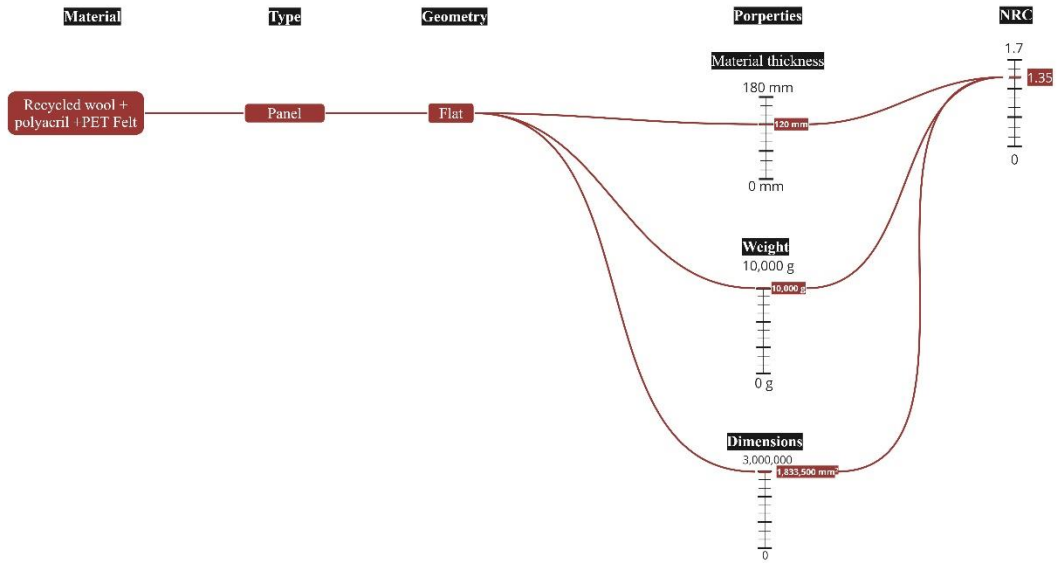 Material
Type
Geometry
Porperties
NRC
Recycled wool +
polyacril +PET Felt
Panel
Flat
Material thickness
180 mm
120 mm
0 mm
Weight
10,000 g
10,000 g
0 g
Dimensions
3,000,000
1,833,500 mm²
0
1.7
1.35
0